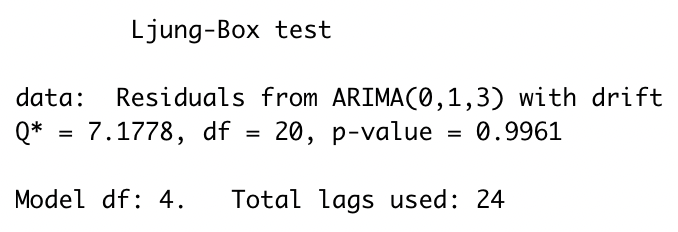 Ljung-Box test
data:  Residuals from ARIMA(0,1,3) with drift
Q* = 7.1778, df = 20, p-value = 0.9961
Model df: 4.   Total lags used: 24